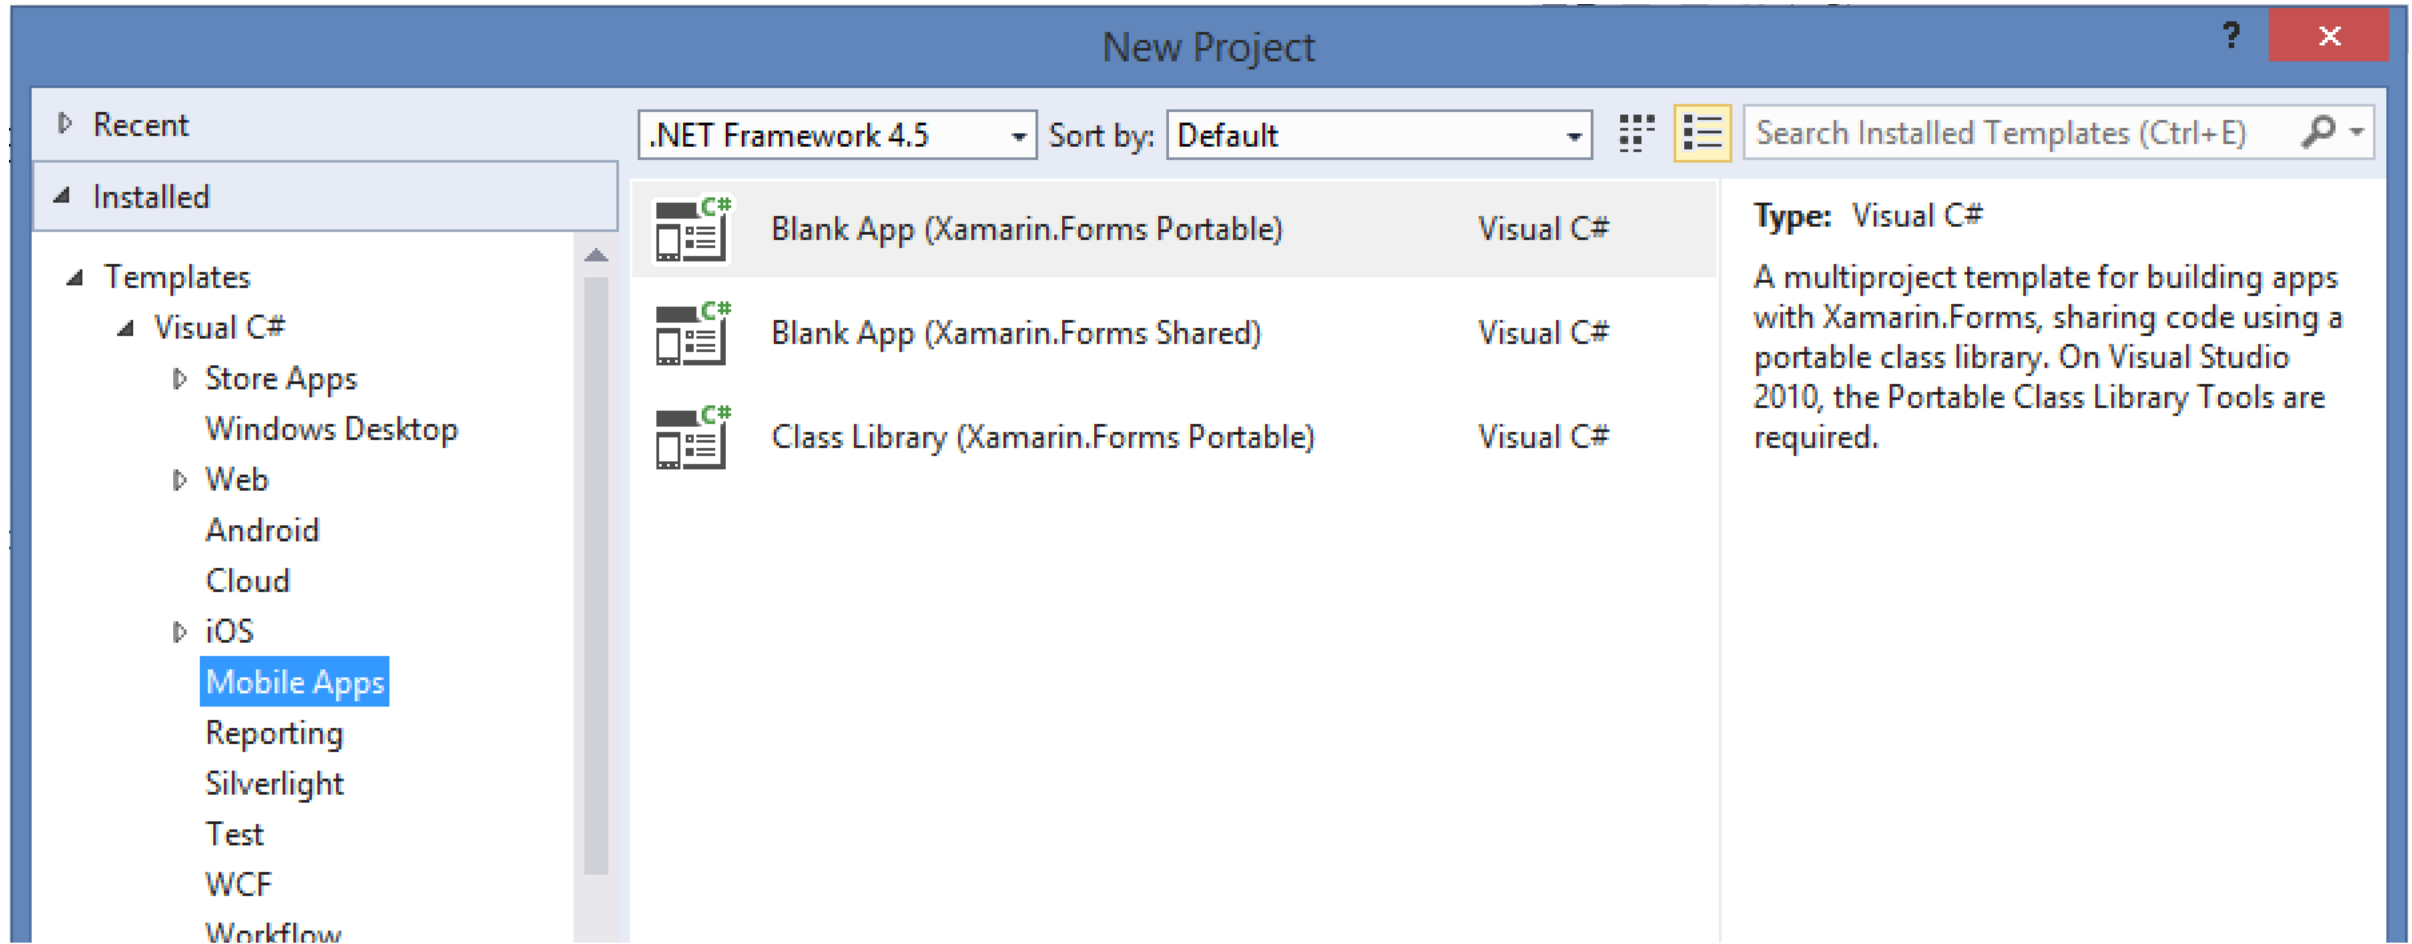 New Project
?
Recent
.NET Framework 4.5
Sort by: Default
Search Installed Templates (Ctrl+E)
Installed
Templates
Visual C#
Store Apps
Windows Desktop
Web
Android
Cloud
iOS
Mobile Apps
Reporting
Silverlight
Test
WCF
Workflow
C# Blank App (Xamarin.Forms Portable) Visual C#
C# Blank App (Xamarin.Forms Shared) Visual C#
C# Class Library (Xamarin.Forms Portable) Visual C#
Type: Visual C#
A multiproject template for building apps
with Xamarin.Forms, sharing code using a
portable class library. On Visual Studio
2010, the Portable Class Library Tools are
required.